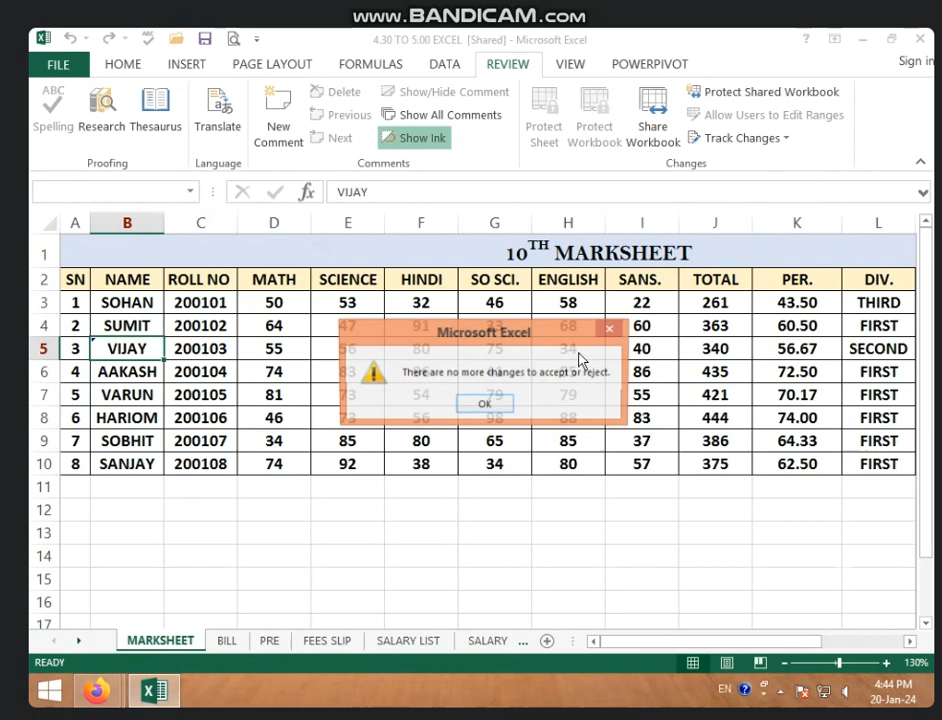 www.BANDICAM.com
4.30 TO 5.00 EXCEL [Shared] - Microsoft Excel
FILE HOME INSERT PAGE LAYOUT FORMULAS DATA REVIEW VIEW POWERPIVOT Sign in
ABC
Spelling Research Thesaurus
Proofing
Translate
Language
New Comment
Delete
Previous
Next
Show/Hide Comment
Show All Comments
Show Ink
Comments
Protect Sheet
Protect Workbook
Share Workbook
Protect Shared Workbook
Allow Users to Edit Ranges
Track Changes
Changes
fx VIJAY
A B C D E F G H I J K L
1 10TH MARKSHEET
2 SN NAME ROLL NO MATH SCIENCE HINDI SO SCI. ENGLISH SANS. TOTAL PER. DIV.
3 1 SOHAN 200101 50 53 32 46 58 22 261 43.50 THIRD
4 2 SUMIT 200102 64 47 91 33 68 60 363 60.50 FIRST
5 3 VIJAY 200103 55 56 80 75 34 40 340 56.67 SECOND
6 4 AAKASH 200104 74 83 86 435 72.50 FIRST
7 5 VARUN 200105 81 73 54 79 79 55 421 70.17 FIRST
8 6 HARIOM 200106 46 73 56 98 88 83 444 74.00 FIRST
9 7 SOBHIT 200107 34 85 80 65 85 37 386 64.33 FIRST
10 8 SANJAY 200108 74 92 38 34 80 57 375 62.50 FIRST
11
12
13
14
15
16
17
Microsoft Excel
There are no more changes to accept or reject.
OK
MARKSHEET BILL PRE FEES SLIP SALARY LIST SALARY ...
READY 130%
EN 4:44 PM
20-Jan-24